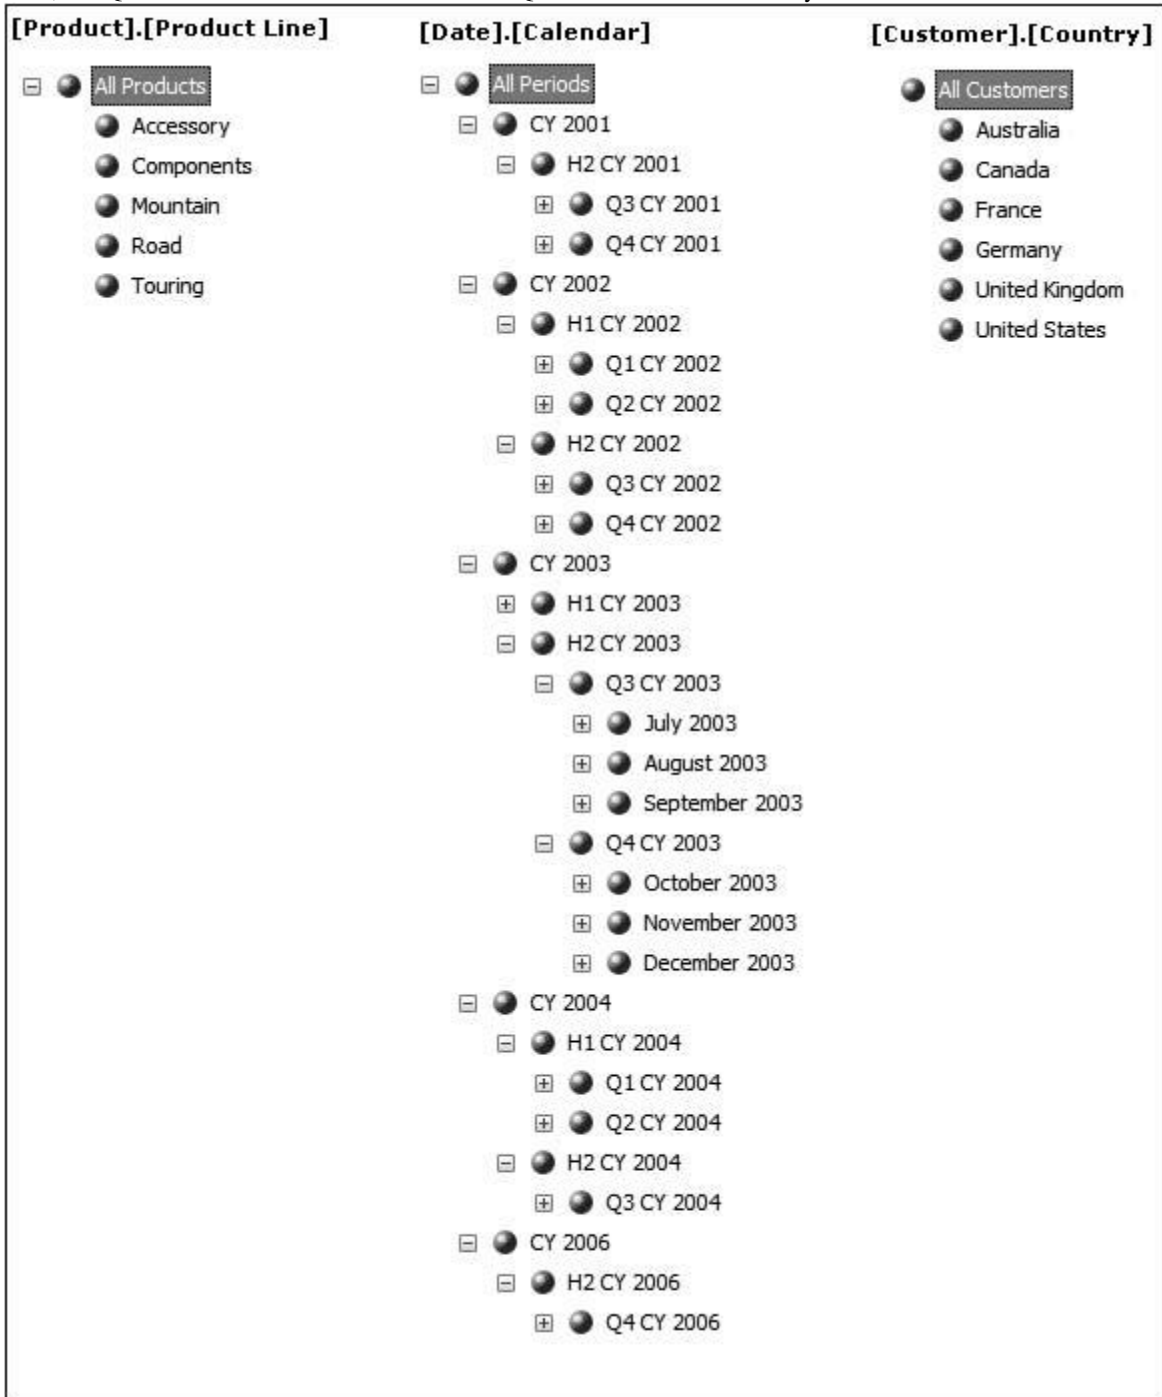 [Product].[Product Line]
All Products
Accessory
Components
Mountain
Road
Touring
[Date].[Calendar]
All Periods
CY 2001
H2 CY 2001
Q3 CY 2001
Q4 CY 2001
CY 2002
H1 CY 2002
Q1 CY 2002
Q2 CY 2002
H2 CY 2002
Q3 CY 2002
Q4 CY 2002
CY 2003
H1 CY 2003
H2 CY 2003
Q3 CY 2003
July 2003
August 2003
September 2003
Q4 CY 2003
October 2003
November 2003
December 2003
CY 2004
H1 CY 2004
Q1 CY 2004
Q2 CY 2004
H2 CY 2004
Q3 CY 2004
CY 2006
H2 CY 2006
Q4 CY 2006
[Customer].[Country]
All Customers
Australia
Canada
France
Germany
United Kingdom
United States